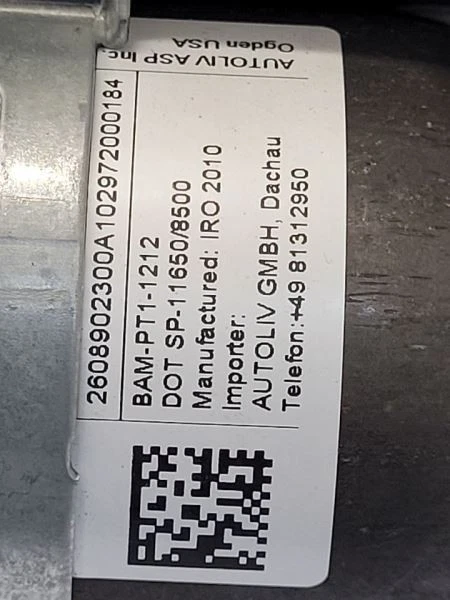 2608902300A102972000184
BAM-PT1-1212
DOT SP-11650/8500
Manufactured: IRO 2010
Importer:
AUTOLIV GMBH, Dachau
Telefon:+49 81312950
AUTOLIV ASP Inc.
Ogden USA